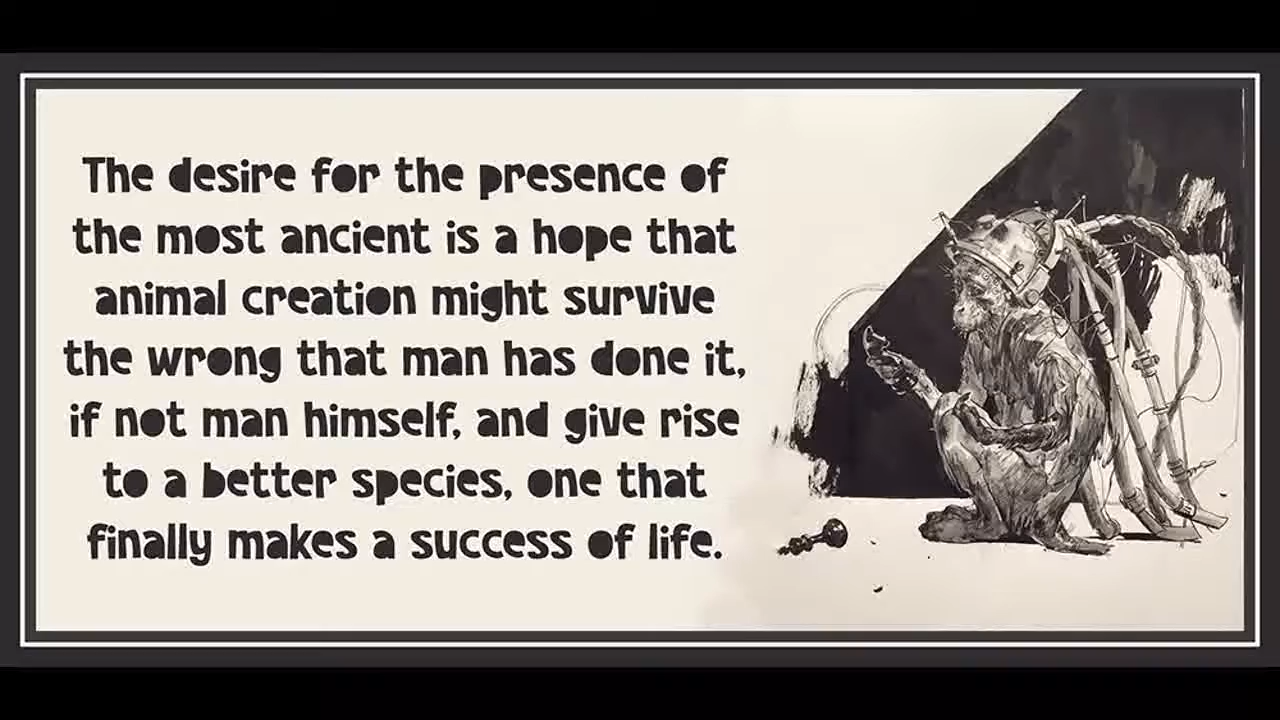 The desire for the presence of
the most ancient is a hope that
animal creation might survive
the wrong that man has done it,
if not man himself, and give rise
to a better species, one that
finally makes a success of life.